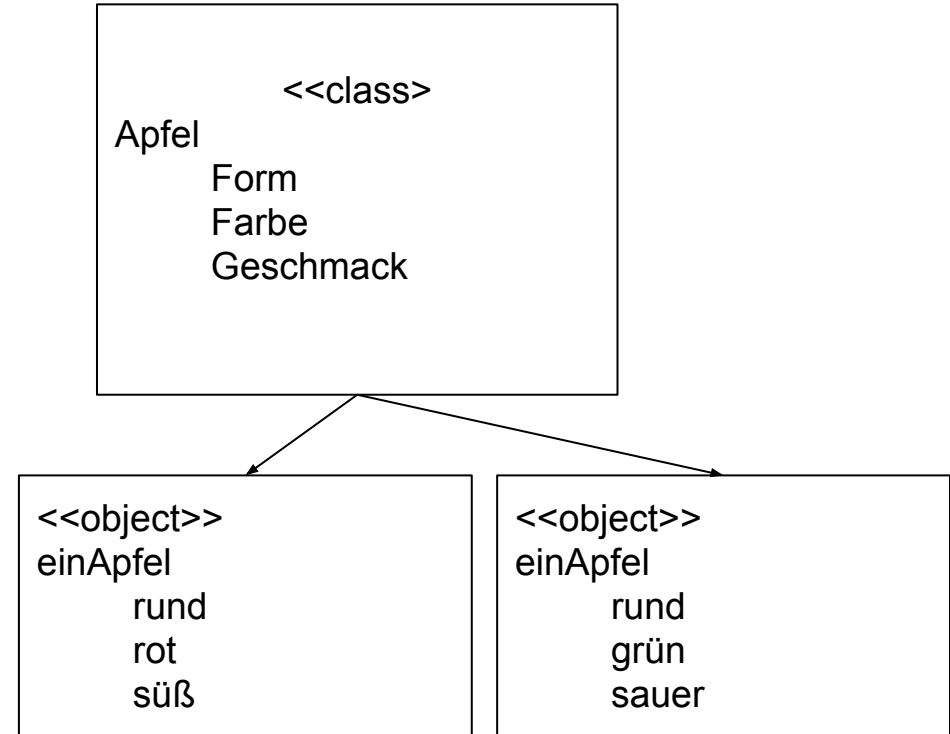 <<class>
Apfel
Form
Farbe
Geschmack
<<object>>
einApfel
rund
rot
süß
<<object>>
einApfel
rund
grün
sauer